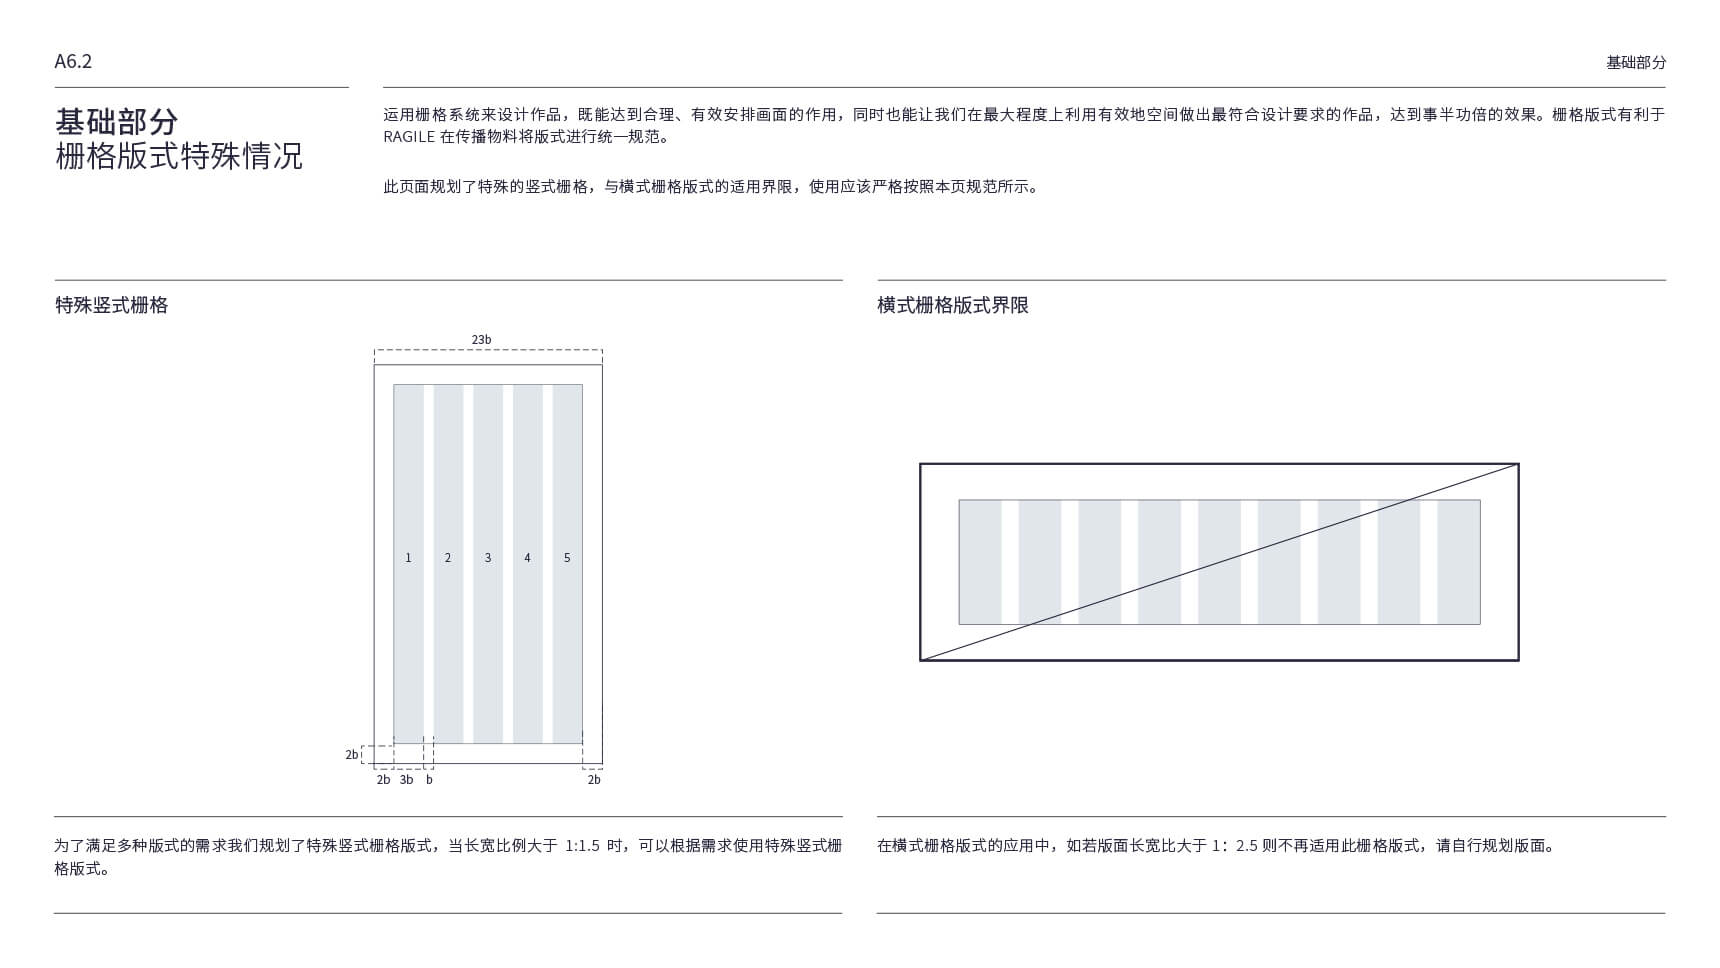 A6.2
基础部分
基础部分
栅格版式特殊情况
运用栅格系统来设计作品，既能达到合理、有效安排画面的作用，同时也能让我们在最大程度上利用有效地空间做出最符合设计要求的作品，达到事半功倍的效果。栅格版式有利于
RAGILE 在传播物料将版式进行统一规范。
此页面规划了特殊的竖式栅格，与横式栅格版式的适用界限，使用应该严格按照本页规范所示。
特殊竖式栅格
23b
1 2 3 4 5
2b
2b 3b b 2b
为了满足多种版式的需求我们规划了特殊竖式栅格版式，当长宽比例大于 1:1.5 时，可以根据需求使用特殊竖式栅
格版式。
横式栅格版式界限
在横式栅格版式的应用中，如若版面长宽比大于 1：2.5 则不再适用此栅格版式，请自行规划版面。